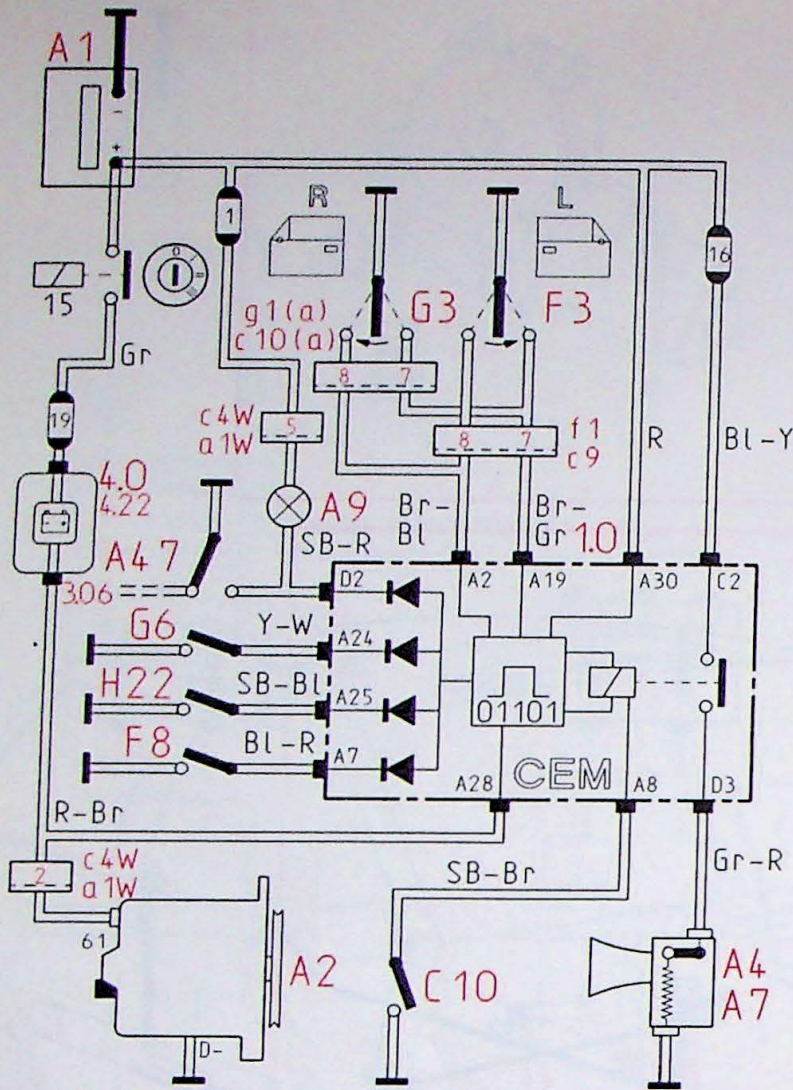 A1
-
+
1
R
L
16
15
0 I II III
G3
F3
g1(a)
c10(a)
Gr
8 7
19
c4W
a1W
5
8 7
f1
c9
R
Bl-Y
4.0
4.22
A9
Br-
Bl
Br-
Gr
1.0
SB-R
A47
3.06
D2
A2
A19
A30
C2
G6
Y-W
A24
H22
SB-Bl
A25
01101
F8
Bl-R
A7
A28
CEM
A8
D3
R-Br
c4W
a1W
2
SB-Br
Gr-R
61
A2
C10
A4
A7
D-